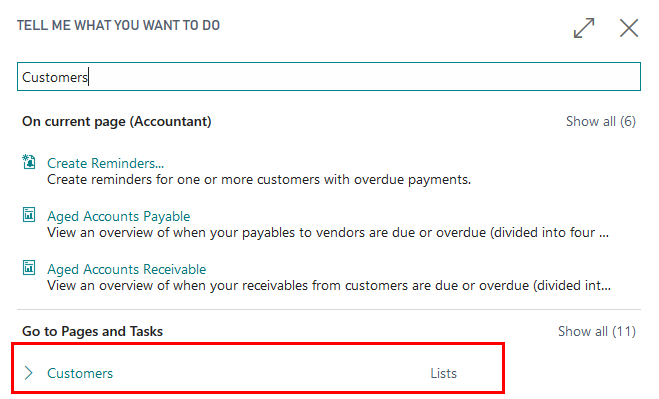 TELL ME WHAT YOU WANT TO DO
Customers
On current page (Accountant) Show all (6)
Create Reminders...
Create reminders for one or more customers with overdue payments.
Aged Accounts Payable
View an overview of when your payables to vendors are due or overdue (divided into four ...
Aged Accounts Receivable
View an overview of when your receivables from customers are due or overdue (divided int...
Go to Pages and Tasks Show all (11)
Customers Lists